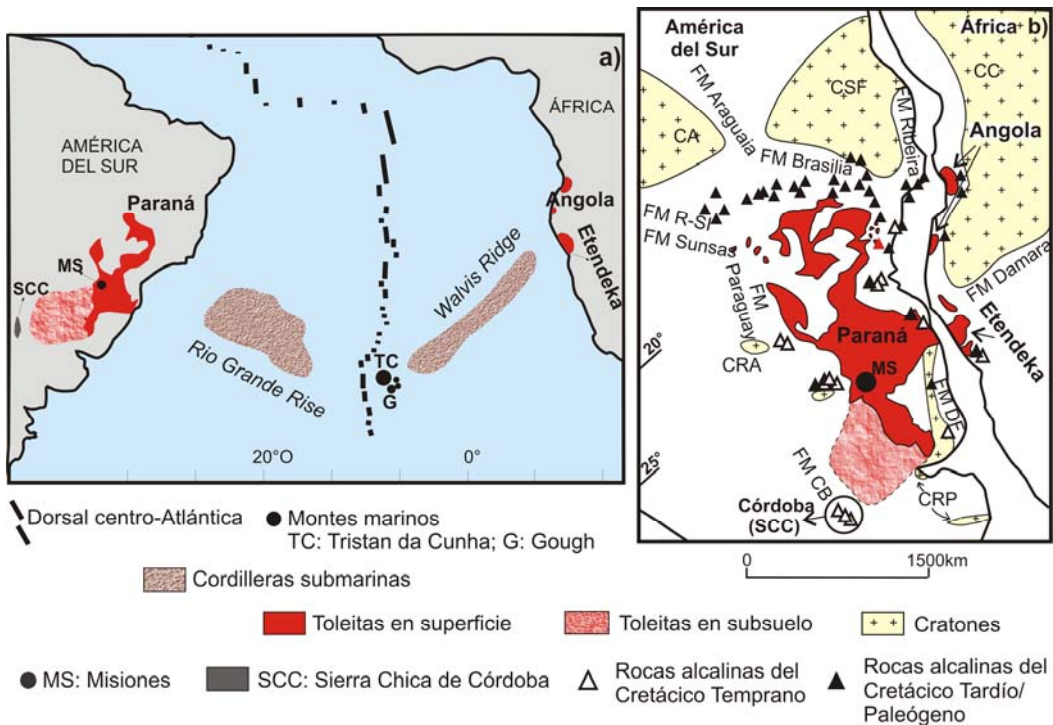 a)
AMÉRICA
DEL SUR
ÁFRICA
Paraná
MS
SCC
Angola
Etendeka
Walvis Ridge
Rio Grande Rise
TC
G
20°O
0°
América
del Sur
África
b)
CC
CSF
CA
FM Araguaia
FM Ribeira
FM Brasilia
Angola
FM R-SI
FM Sunsas
FM Paraguay
FM Damara
Etendeka
Paraná
MS
20°
CRA
FM DF
25°
FM CB
CRP
Córdoba
(SCC)
0
1500km
Dorsal centro-Atlántica
Montes marinos
TC: Tristan da Cunha; G: Gough
Cordilleras submarinas
Toleitas en superficie
Toleitas en subsuelo
Cratones
MS: Misiones
SCC: Sierra Chica de Córdoba
Rocas alcalinas del
Cretácico Temprano
Rocas alcalinas del
Cretácico Tardío/
Paleógeno